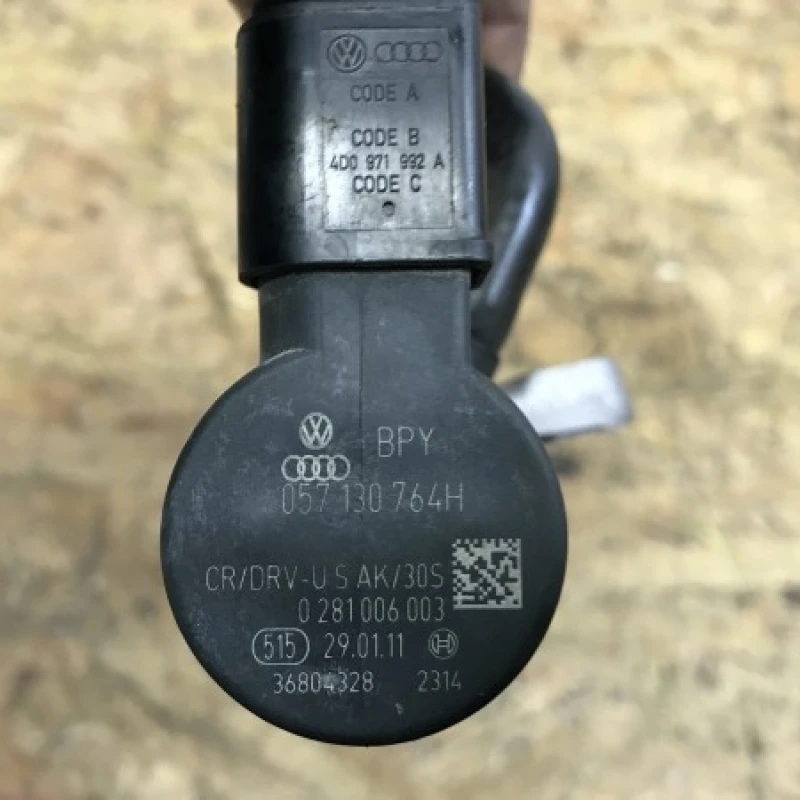 CODE A
CODE B
4D0 971 992 A
CODE C
BPY
057 130 764H
CR/DRV-U S AK/30S
0 281 006 003
515 29.01.11
36804328 2314